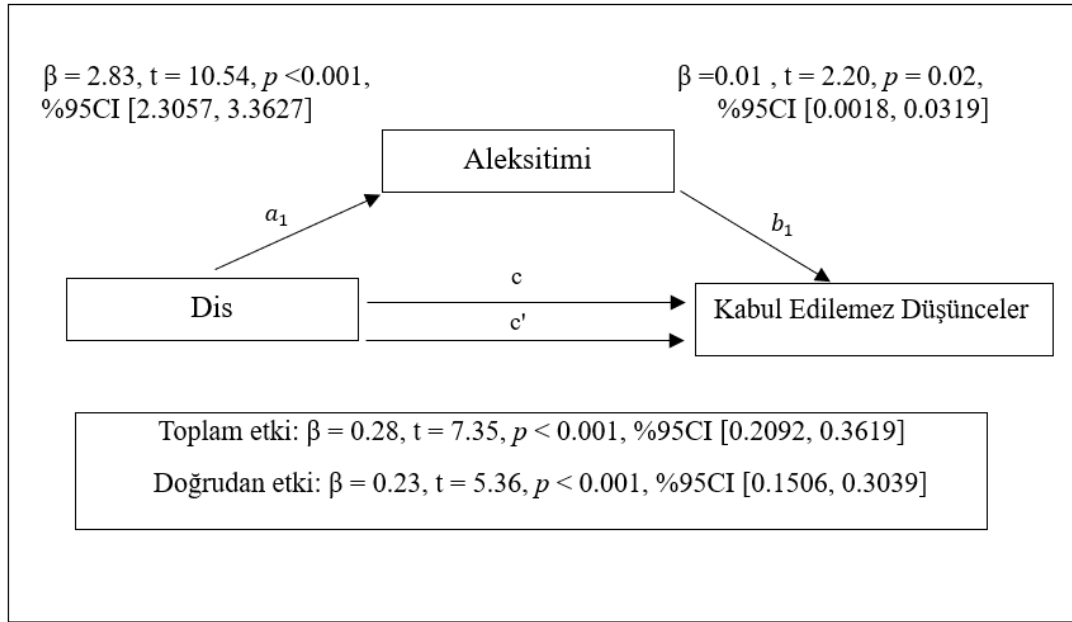 β = 2.83, t = 10.54, p <0.001,
%95CI [2.3057, 3.3627]
β =0.01 , t = 2.20, p = 0.02,
%95CI [0.0018, 0.0319]
Aleksitimi
a₁
b₁
Dis
c
c'
Kabul Edilemez Düşünceler
Toplam etki: β = 0.28, t = 7.35, p < 0.001, %95CI [0.2092, 0.3619]
Doğrudan etki: β = 0.23, t = 5.36, p < 0.001, %95CI [0.1506, 0.3039]